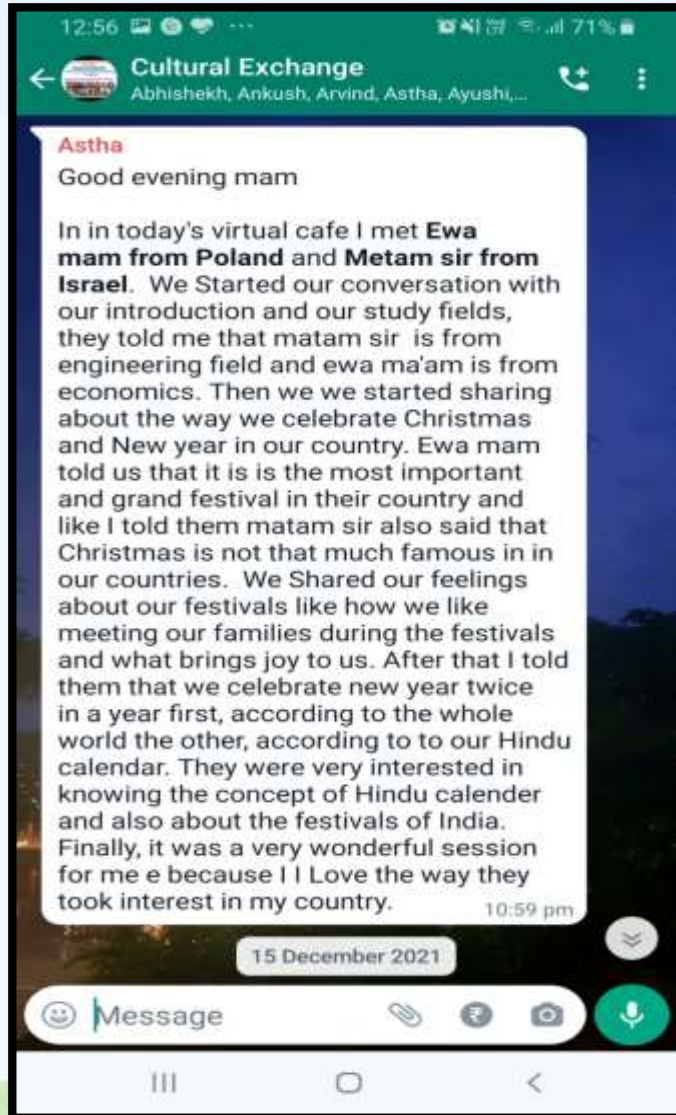 12:56 ... 71%
Cultural Exchange
Abhishekh, Ankush, Arvind, Astha, Ayushi,...
Astha
Good evening mam
In in today's virtual cafe I met Ewa
mam from Poland and Metam sir from
Israel. We Started our conversation with
our introduction and our study fields,
they told me that matam sir is from
engineering field and ewa ma'am is from
economics. Then we we started sharing
about the way we celebrate Christmas
and New year in our country. Ewa mam
told us that it is is the most important
and grand festival in their country and
like I told them matam sir also said that
Christmas is not that much famous in in
our countries. We Shared our feelings
about our festivals like how we like
meeting our families during the festivals
and what brings joy to us. After that I told
them that we celebrate new year twice
in a year first, according to the whole
world the other, according to to our Hindu
calendar. They were very interested in
knowing the concept of Hindu calender
and also about the festivals of India.
Finally, it was a very wonderful session
for me e because I I Love the way they
took interest in my country.
10:59 pm
15 December 2021
Message